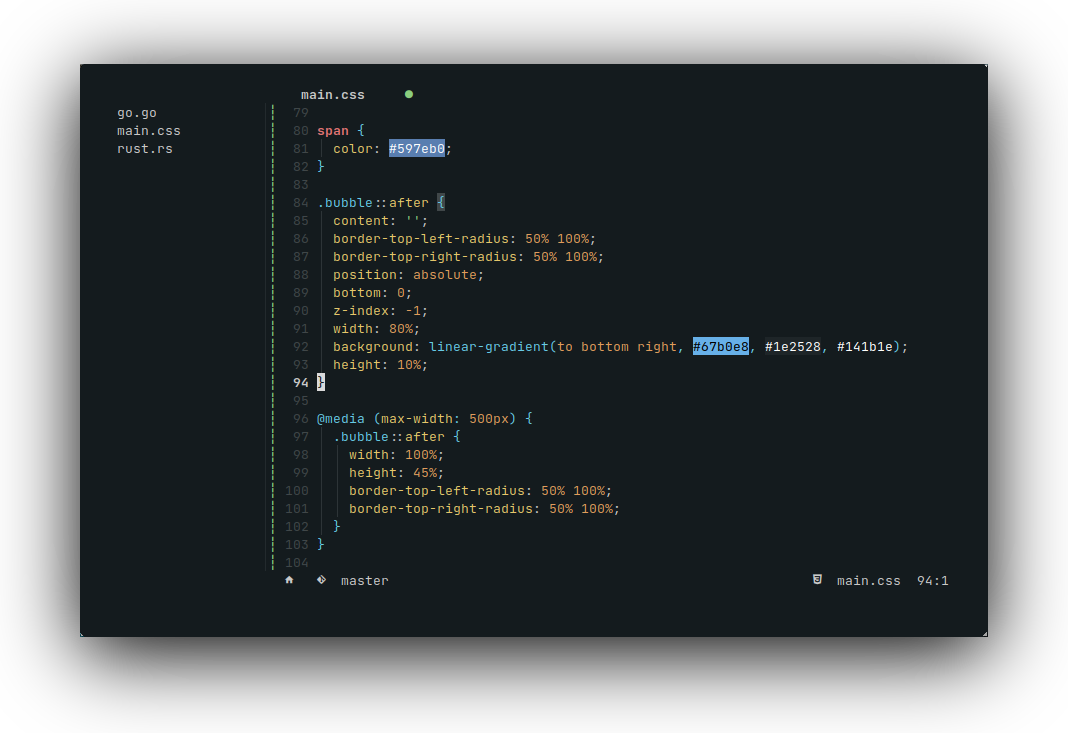 main.css
go.go
main.css
rust.rs
79
80 span {
81   color: #597eb0;
82 }
83
84 .bubble::after {
85   content: '';
86   border-top-left-radius: 50% 100%;
87   border-top-right-radius: 50% 100%;
88   position: absolute;
89   bottom: 0;
90   z-index: -1;
91   width: 80%;
92   background: linear-gradient(to bottom right, #67b0e8, #1e2528, #141b1e);
93   height: 10%;
94 }
95
96 @media (max-width: 500px) {
97   .bubble::after {
98     width: 100%;
99     height: 45%;
100     border-top-left-radius: 50% 100%;
101     border-top-right-radius: 50% 100%;
102   }
103 }
104
master main.css 94:1